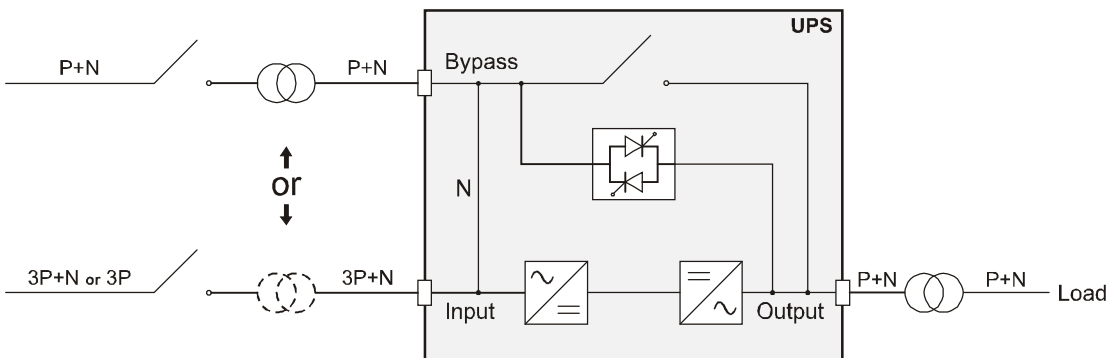 UPS
P+N
P+N
Bypass
or
N
3P+N or 3P
3P+N
Input
Output
P+N
P+N
Load